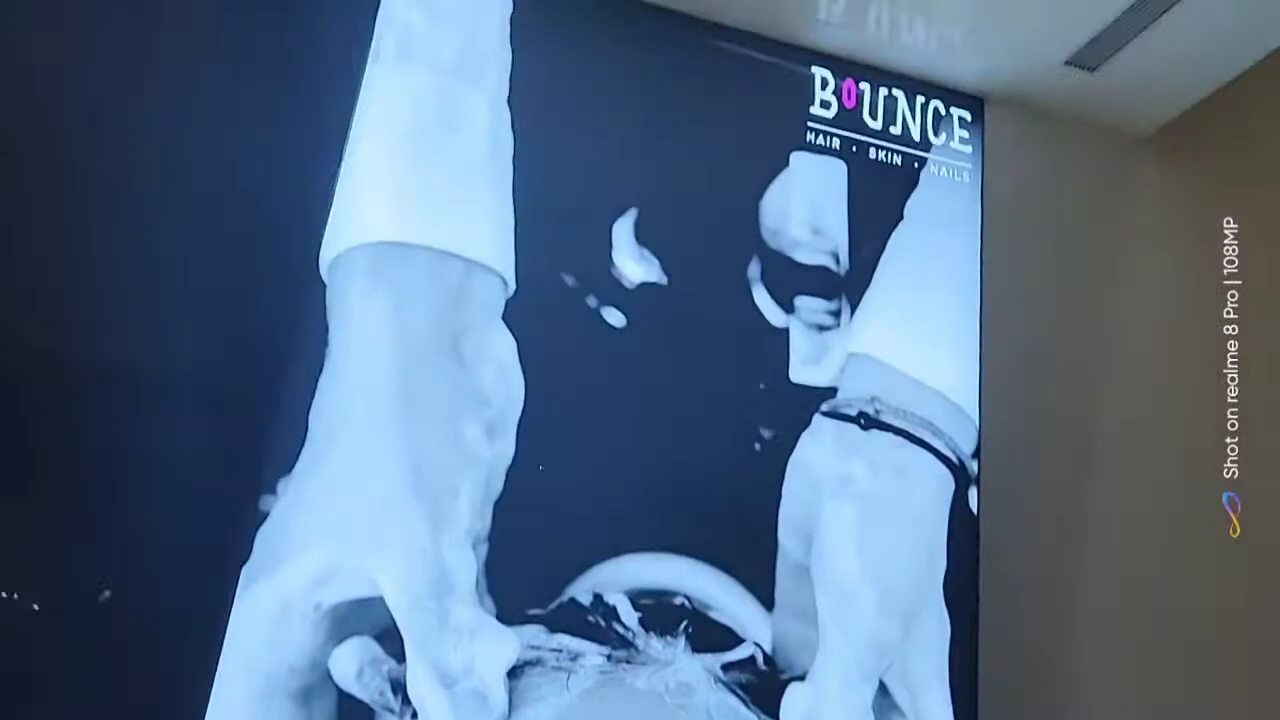 BOUNCE
HAIR • SKIN • NAILS
Shot on realme 8 Pro | 108MP